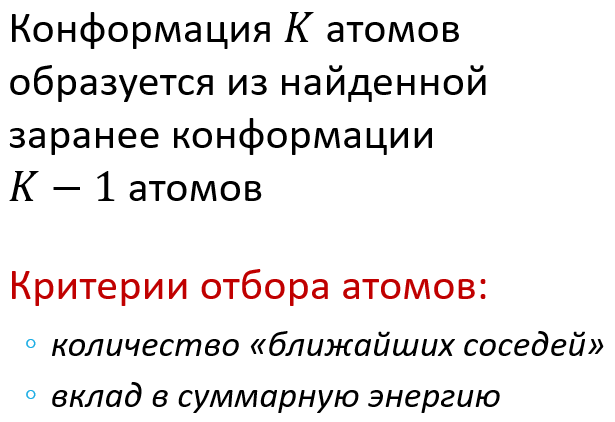 Конформация K атомов
образуется из найденной
заранее конформации
K − 1 атомов
Критерии отбора атомов:
◦ количество «ближайших соседей»
◦ вклад в суммарную энергию